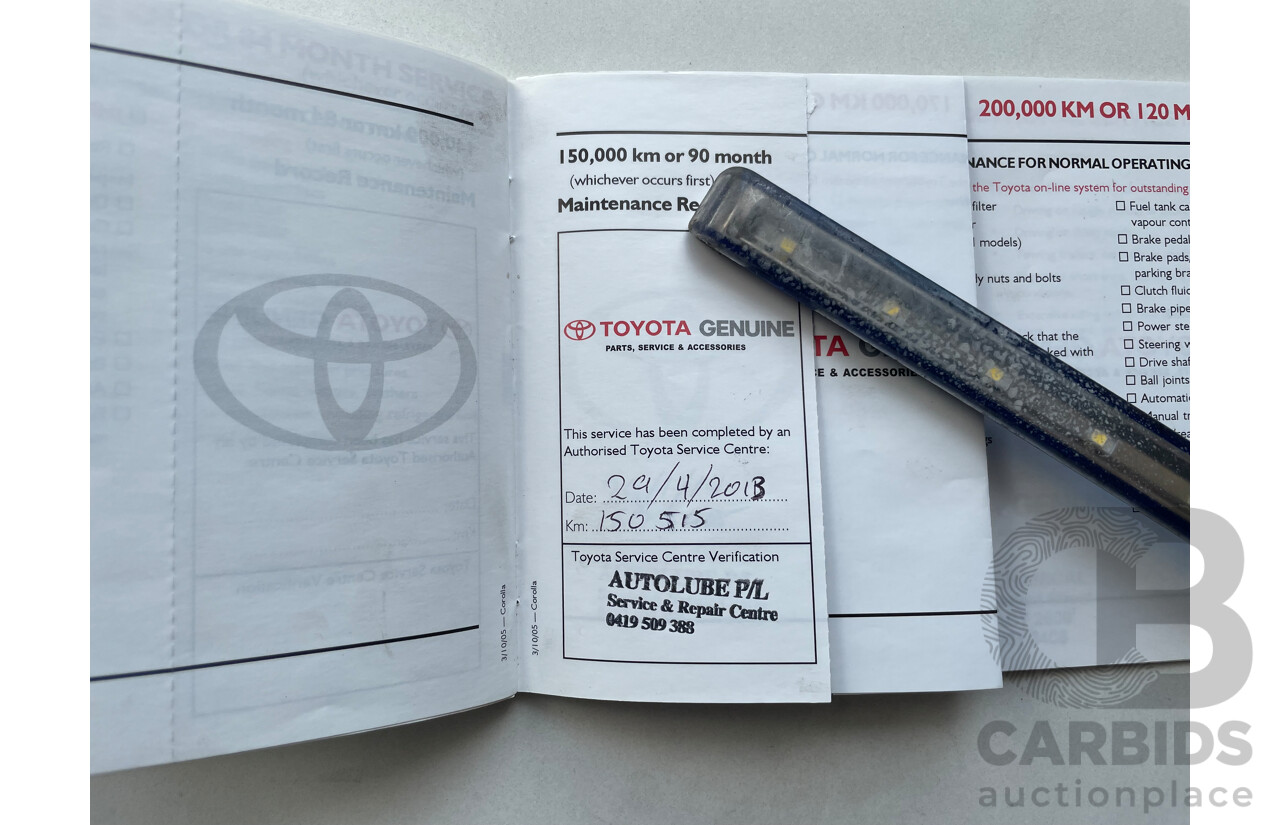 3/10/05 — Corolla
3/10/05 — Corolla
150,000 km or 90 month
(whichever occurs first)
Maintenance Re
TOYOTA GENUINE
PARTS, SERVICE & ACCESSORIES
This service has been completed by an
Authorised Toyota Service Centre:
Date: 29/4/2013
Km: 150 515
Toyota Service Centre Verification
AUTOLUBE P/L
Service & Repair Centre
0419 509 388
TA G
E & ACCESSORI
200,000 KM OR 120 M
NANCE FOR NORMAL OPERATING
the Toyota on-line system for outstanding
filter
models)
ly nuts and bolts
ck that the
ked with
Fuel tank ca
vapour cont
Brake pedal
Brake pads,
parking bra
Clutch fluid
Brake pipe
Power ste
Steering w
Drive shaf
Ball joints
Automati
anual tr
CARBIDS
auctionplace